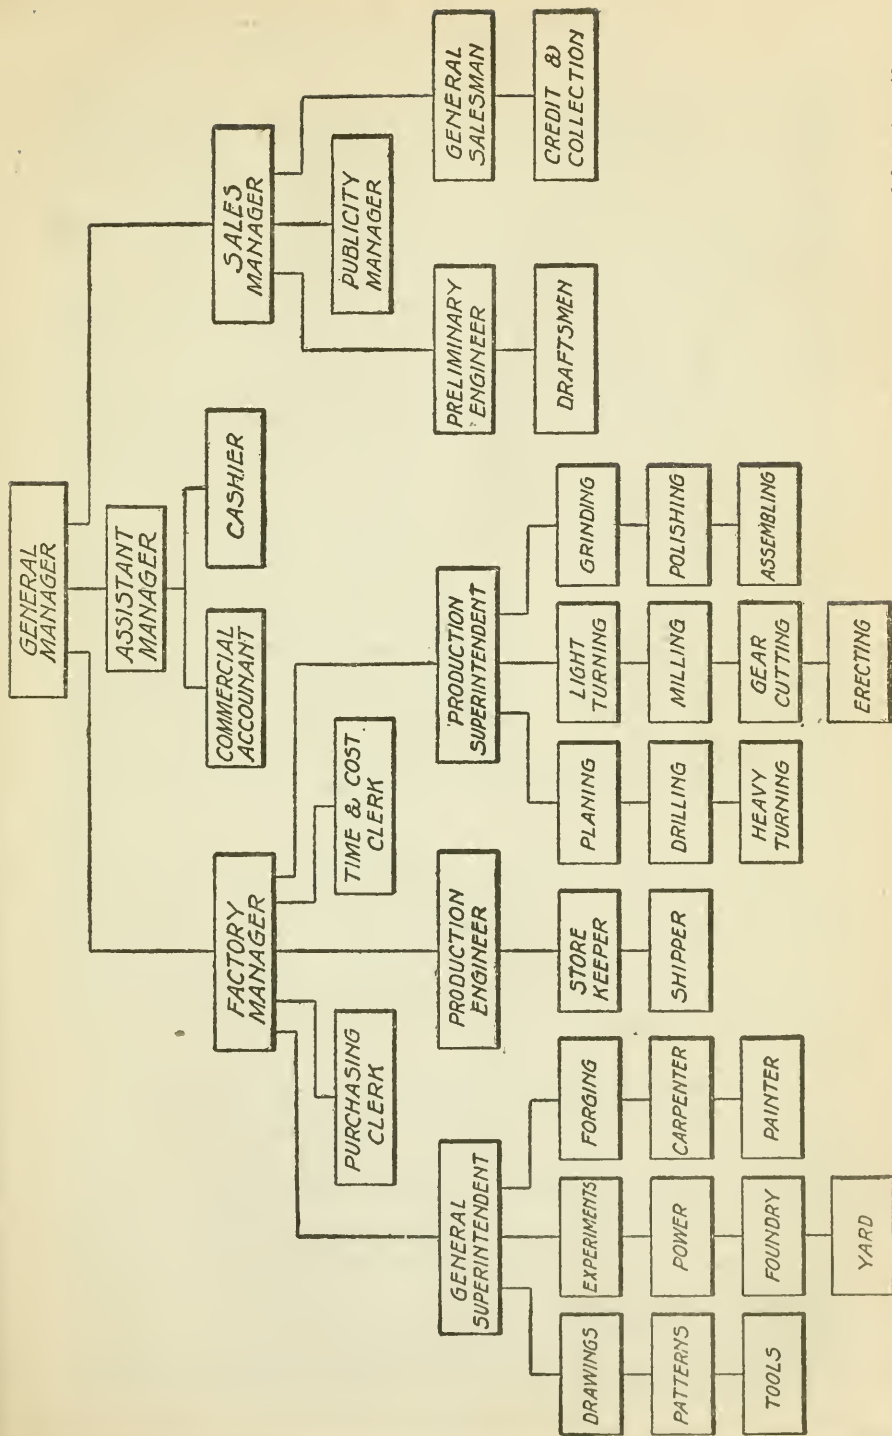 GENERAL
MANAGER
ASSISTANT
MANAGER
COMMERCIAL
ACCOUNANT
CASHIER
FACTORY
MANAGER
SALES
MANAGER
PURCHASING
CLERK
TIME & COST
CLERK
PUBLICITY
MANAGER
GENERAL
SUPERINTENDENT
PRODUCTION
ENGINEER
PRODUCTION
SUPERINTENDENT
PRELIMINARY
ENGINEER
GENERAL
SALESMAN
DRAFTSMEN
CREDIT &
COLLECTION
DRAWINGS
PATTERNS
TOOLS
EXPERIMENTS
POWER
FOUNDRY
YARD
FORGING
CARPENTER
PAINTER
STORE
KEEPER
SHIPPER
PLANING
DRILLING
HEAVY
TURNING
LIGHT
TURNING
MILLING
GEAR
CUTTING
ERECTING
GRINDING
POLISHING
ASSEMBLING